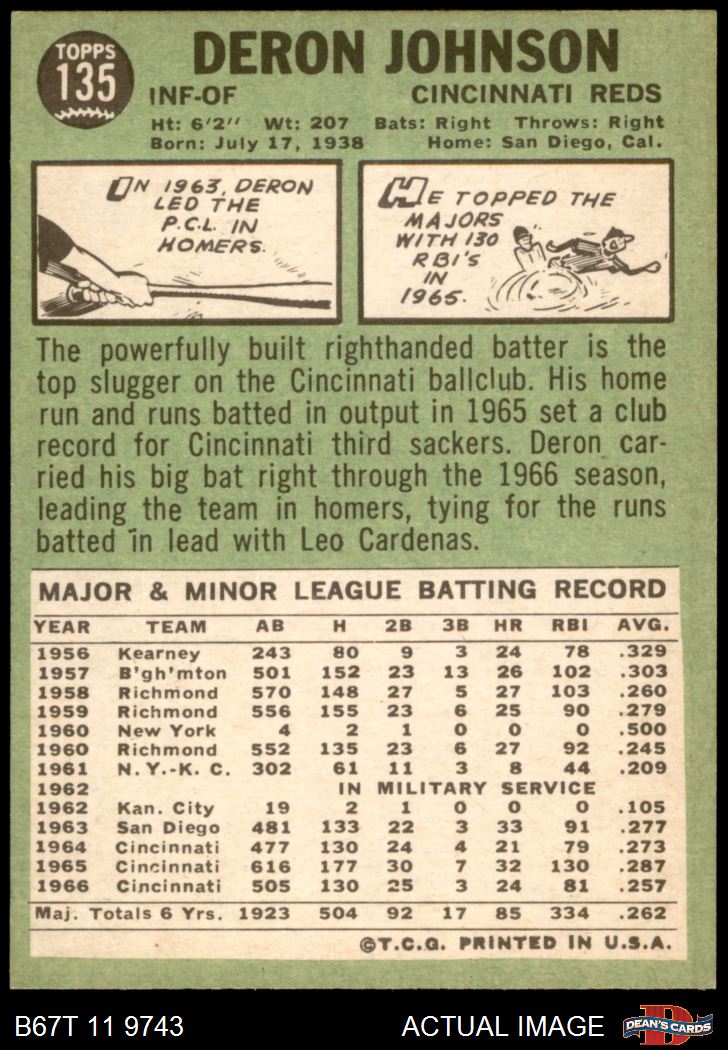 TOPPS
135
DERON JOHNSON
INF-OF CINCINNATI REDS
Ht: 6'2" Wt: 207 Bats: Right Throws: Right
Born: July 17, 1938 Home: San Diego, Cal.
IN 1963, DERON
LED THE
P.C.L. IN
HOMERS.
HE TOPPED THE
MAJORS
WITH 130
RBI'S
IN
1965.
The powerfully built righthanded batter is the
top slugger on the Cincinnati ballclub. His home
run and runs batted in output in 1965 set a club
record for Cincinnati third sackers. Deron car-
ried his big bat right through the 1966 season,
leading the team in homers, tying for the runs
batted in lead with Leo Cardenas.
MAJOR & MINOR LEAGUE BATTING RECORD
YEAR TEAM AB H 2B 3B HR RBI AVG.
1956 Kearney 243 80 9 3 24 78 .329
1957 B'gh'mton 501 152 23 13 26 102 .303
1958 Richmond 570 148 27 5 27 103 .260
1959 Richmond 556 155 23 6 25 90 .279
1960 New York 4 2 1 0 0 0 .500
1960 Richmond 552 135 23 6 27 92 .245
1961 N.Y.-K. C. 302 61 11 3 8 44 .209
1962 IN MILITARY SERVICE
1962 Kan. City 19 2 1 0 0 0 .105
1963 San Diego 481 133 22 3 33 91 .277
1964 Cincinnati 477 130 24 4 21 79 .273
1965 Cincinnati 616 177 30 7 32 130 .287
1966 Cincinnati 505 130 25 3 24 81 .257
Maj. Totals 6 Yrs. 1923 504 92 17 85 334 .262
©T.C.G. PRINTED IN U.S.A.
B67T 11 9743 ACTUAL IMAGE
D
DEAN'S CARDS